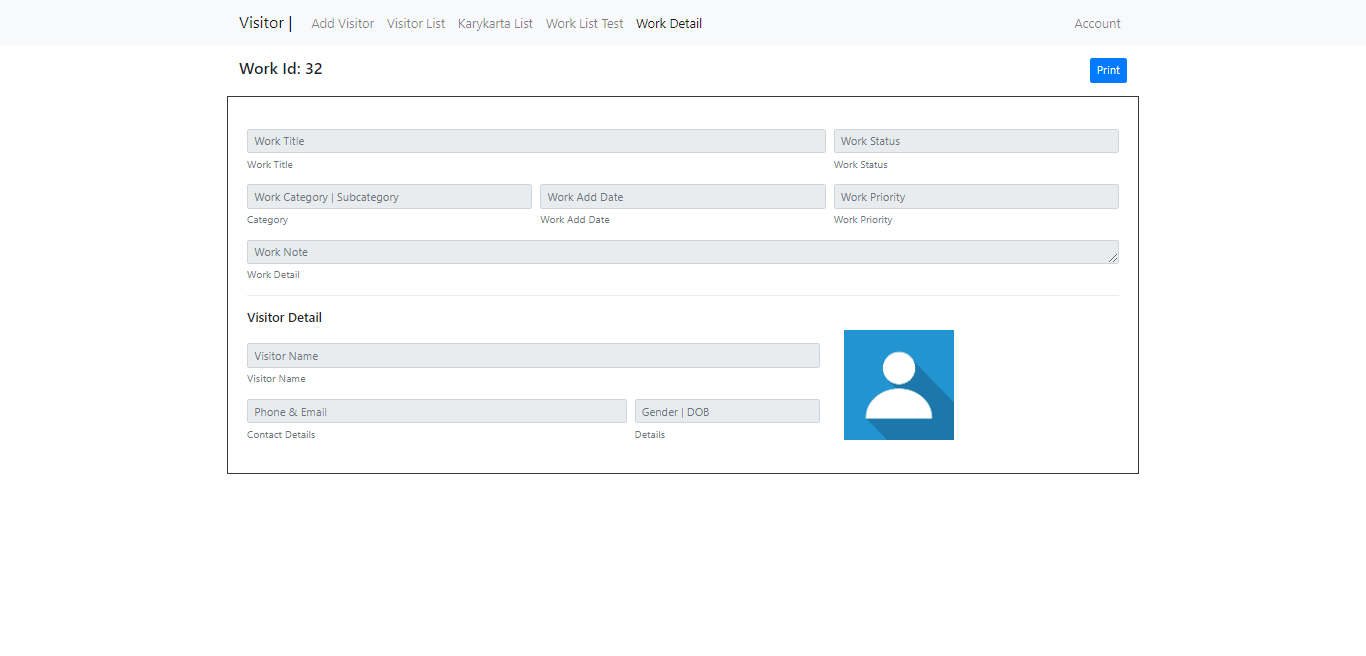 Visitor | Add Visitor Visitor List Karykarta List Work List Test Work Detail Account
Work Id: 32 Print
Work Title Work Status
Work Title Work Status
Work Category | Subcategory Work Add Date Work Priority
Category Work Add Date Work Priority
Work Note
Work Detail
Visitor Detail
Visitor Name
Visitor Name
Phone & Email Gender | DOB
Contact Details Details